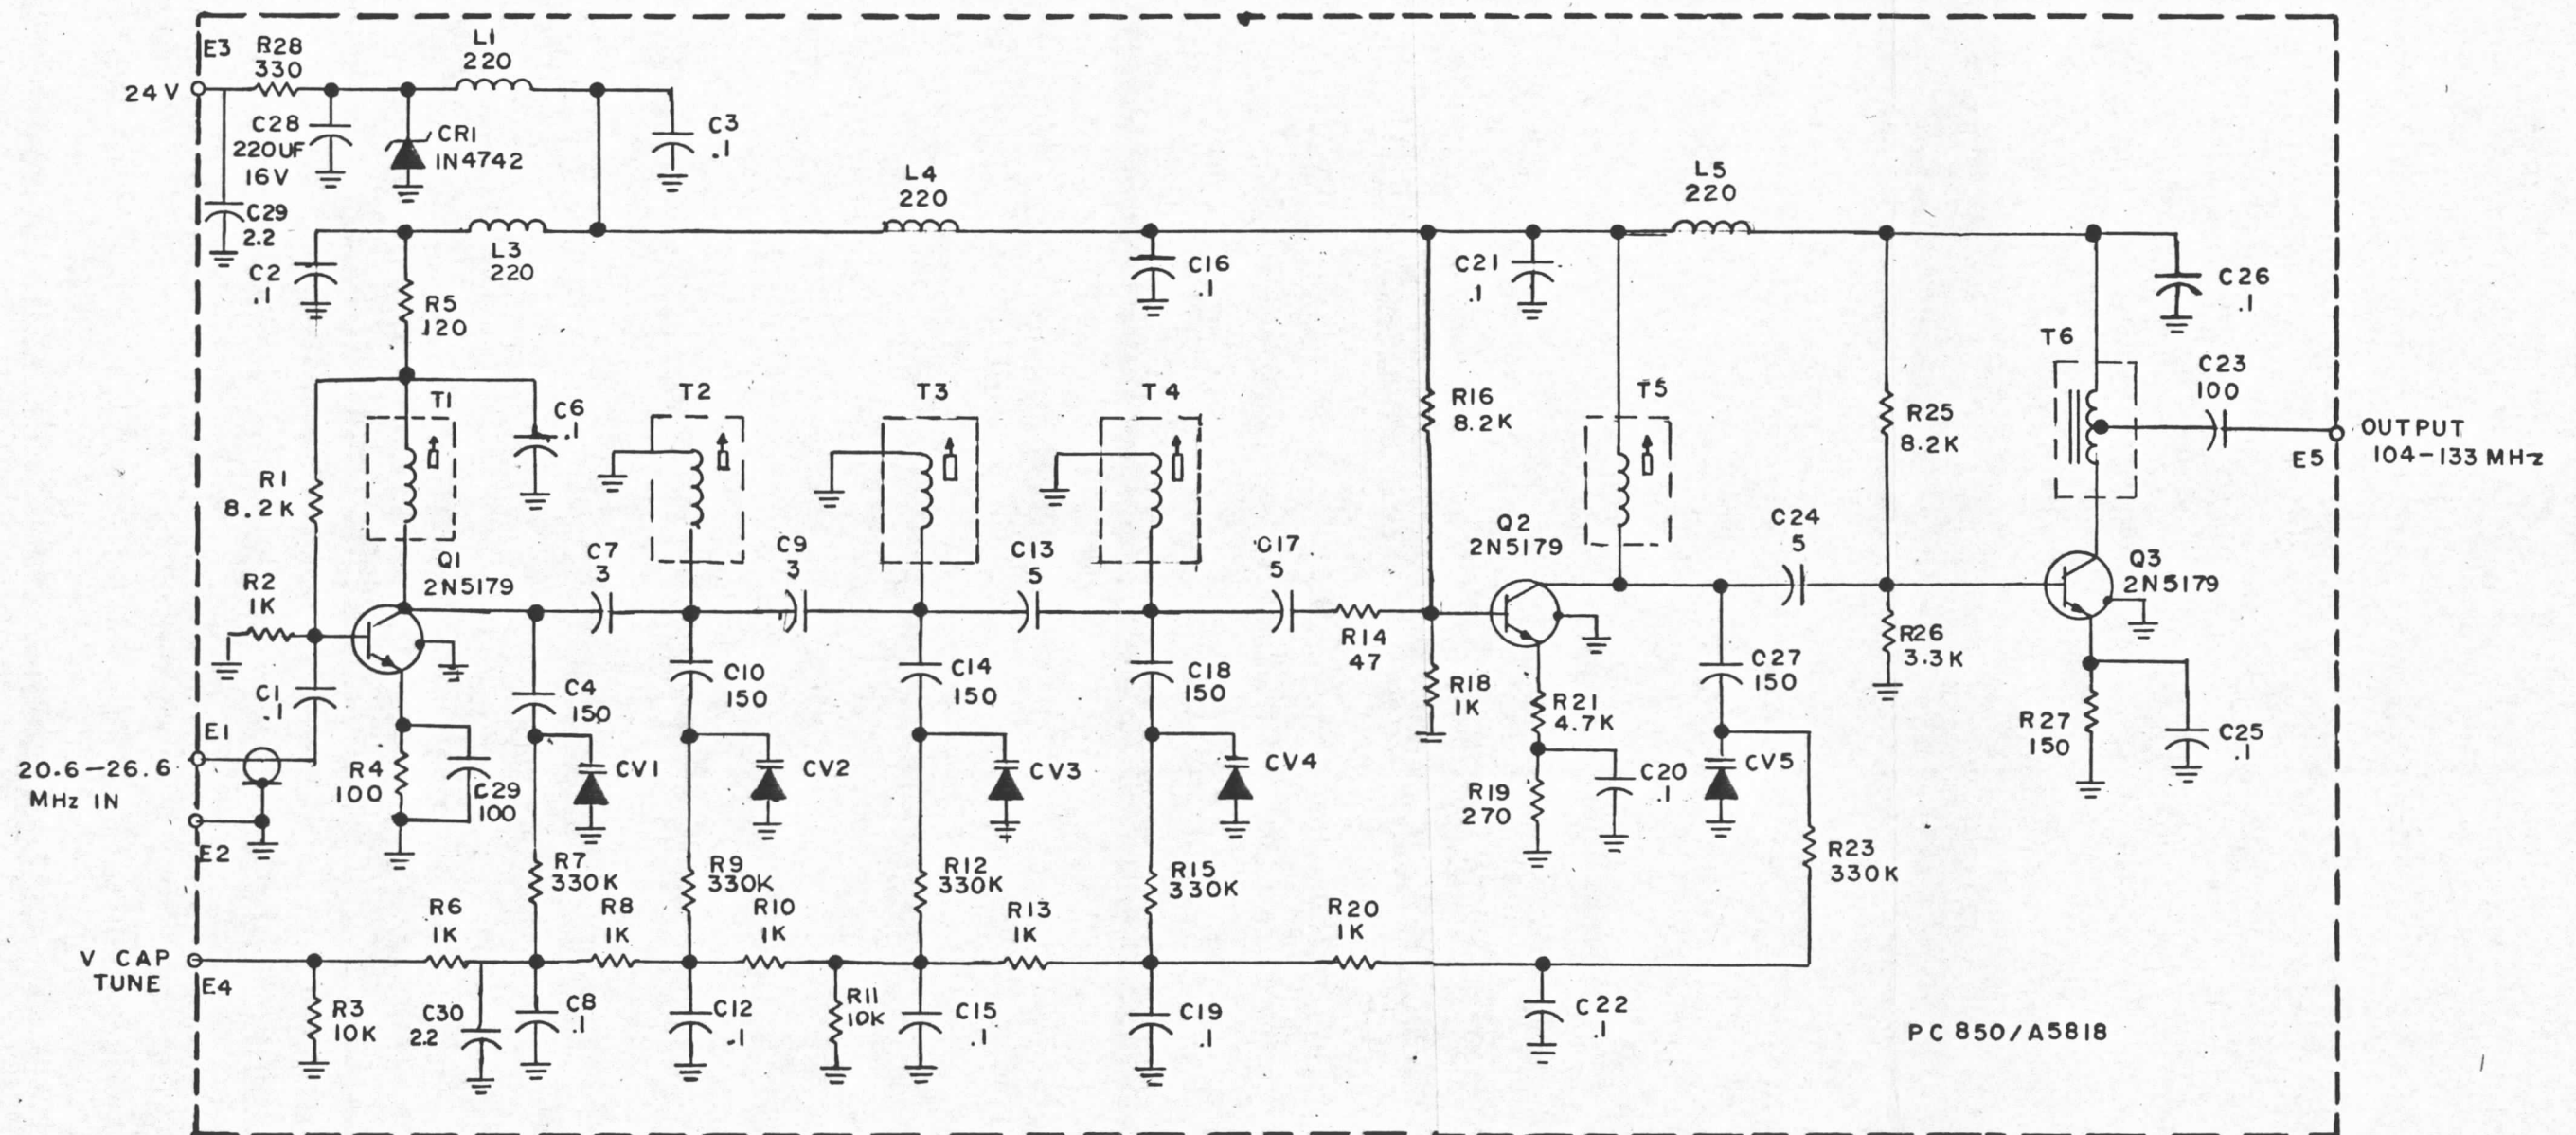 E3
R28
330
L1
220
24V
C28
220UF
16V
CR1
1N4742
C3
.1
C29
2.2
L3
220
L4
220
L5
220
C2
.1
R5
120
C16
.1
C21
.1
C26
.1
T1
C6
.1
T2
T3
T4
R16
8.2K
T5
R25
8.2K
T6
C23
100
OUTPUT
104-133 MHz
E5
R1
8.2K
Q1
2N5179
R2
1K
C7
3
C9
3
C13
5
C17
5
R14
47
Q2
2N5179
C24
5
Q3
2N5179
C1
.1
C4
150
C10
150
C14
150
C18
150
R18
1K
R21
4.7K
C27
150
R26
3.3K
R27
150
C25
.1
E1
20.6-26.6
MHz IN
E2
R4
100
C29
100
CV1
CV2
CV3
CV4
R19
270
C20
.1
CV5
R23
330K
R7
330K
R9
330K
R12
330K
R15
330K
R6
1K
R8
1K
R10
1K
R13
1K
R20
1K
V CAP
TUNE
E4
R3
10K
C30
2.2
C8
.1
C12
.1
R11
10K
C15
.1
C19
.1
C22
.1
PC 850/A5818